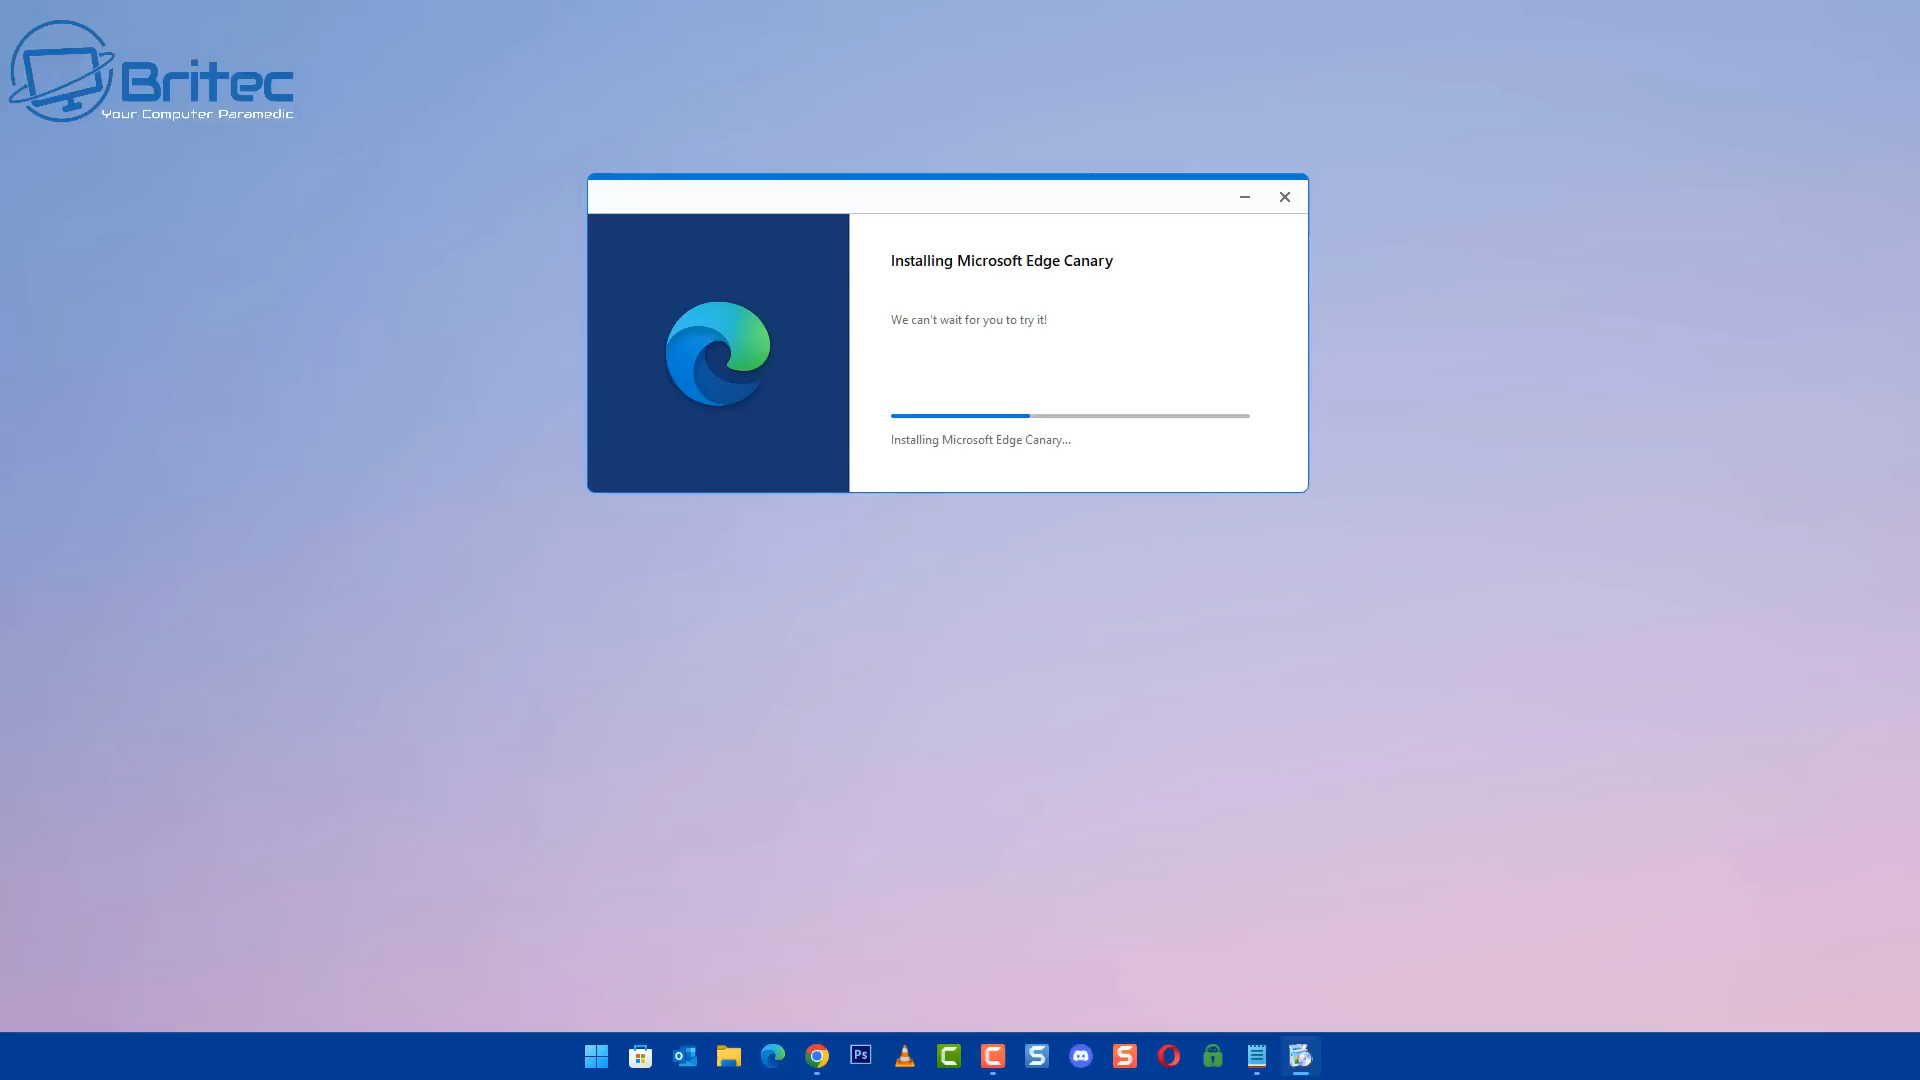 Britec
Your Computer Paramedic
Installing Microsoft Edge Canary
We can't wait for you to try it!
Installing Microsoft Edge Canary...
Ps